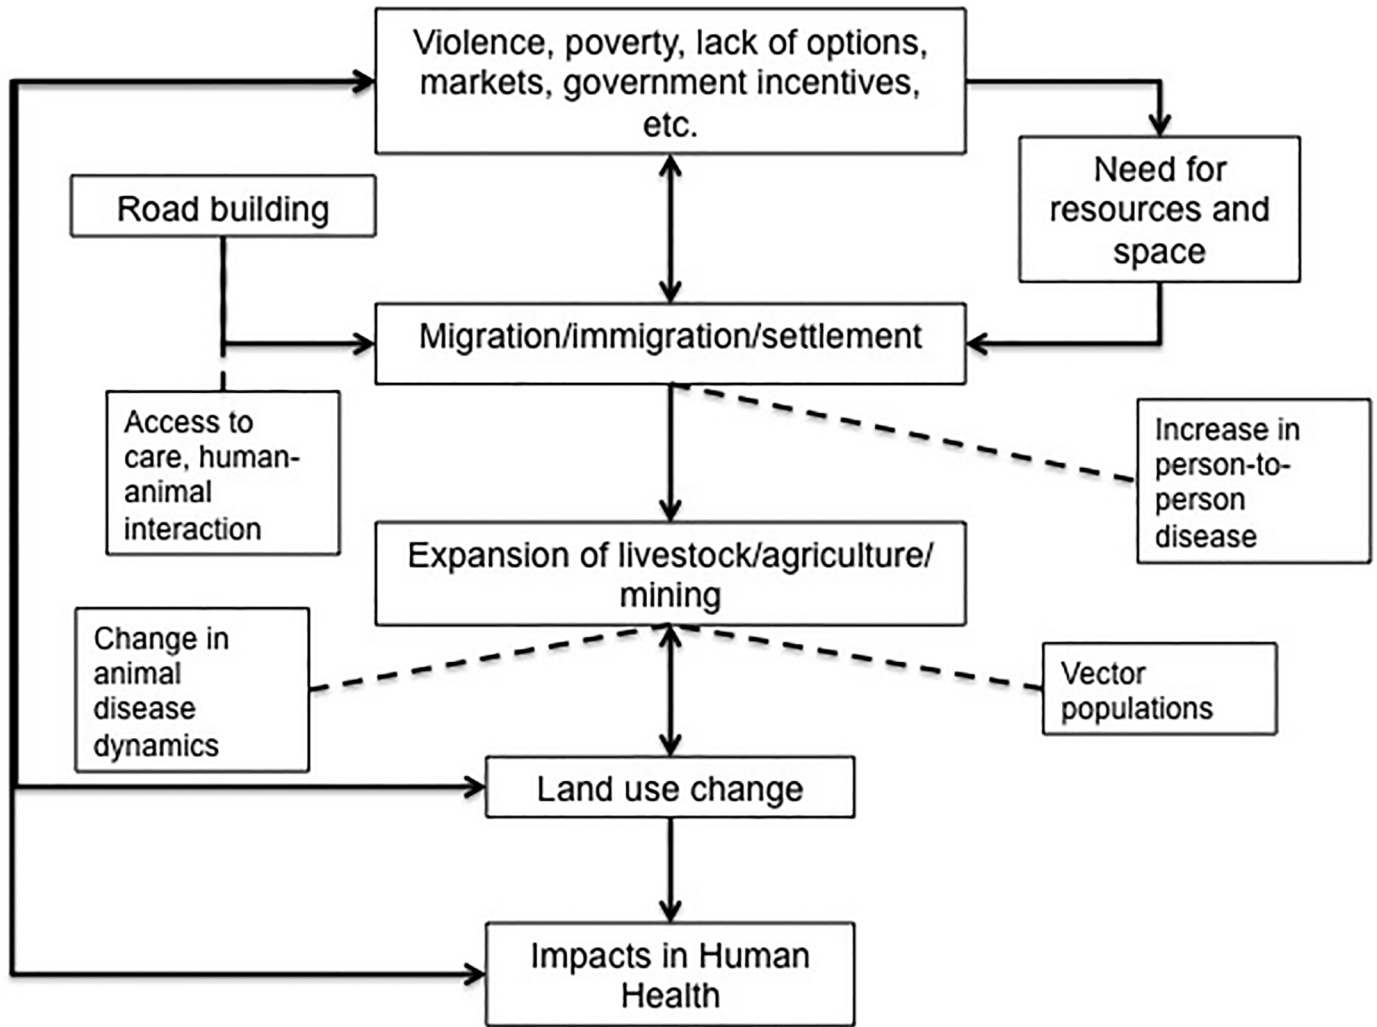 Violence, poverty, lack of options,
markets, government incentives,
etc.
Road building
Need for
resources and
space
Migration/immigration/settlement
Access to
care, human-
animal
interaction
Increase in
person-to-
person
disease
Expansion of livestock/agriculture/
mining
Change in
animal
disease
dynamics
Vector
populations
Land use change
Impacts in Human
Health